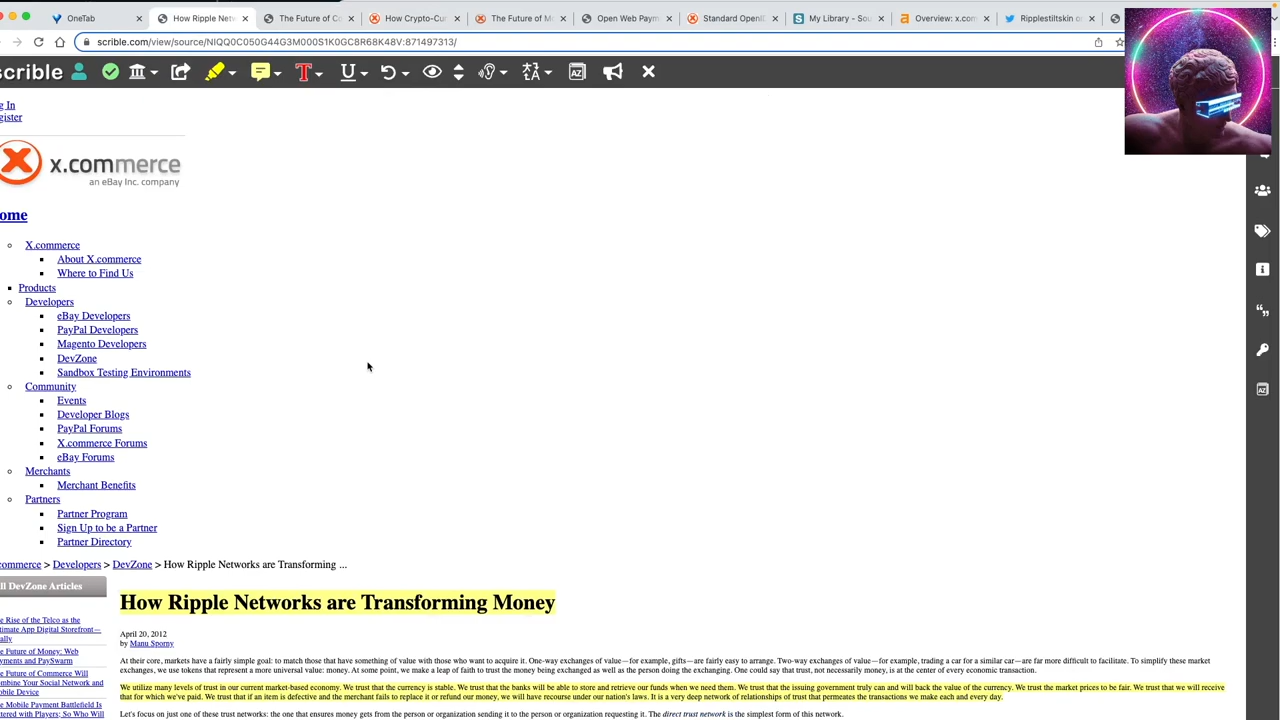 OneTab
How Ripple Netw
The Future of C
How Crypto-Cur
The Future of M
Open Web Paym
Standard OpenI
My Library - Sou
Overview: x.com
Ripplestiltskin o
scrible.com/view/source/NIQQ0C050G44G3M000S1K0GC8R68K48V:871497313/
scrible
g In
gister
x.commerce
an eBay Inc. company
ome
X.commerce
About X.commerce
Where to Find Us
Products
Developers
eBay Developers
PayPal Developers
Magento Developers
DevZone
Sandbox Testing Environments
Community
Events
Developer Blogs
PayPal Forums
X.commerce Forums
eBay Forums
Merchants
Merchant Benefits
Partners
Partner Program
Sign Up to be a Partner
Partner Directory
commerce > Developers > DevZone > How Ripple Networks are Transforming ...
ll DevZone Articles
e Rise of the Telco as the
timate App Digital Storefront—
ally
e Future of Money: Web
yments and PaySwarm
e Future of Commerce Will
ombine Your Social Network and
obile Device
e Mobile Payment Battlefield Is
ttered with Players; So Who Will
How Ripple Networks are Transforming Money
April 20, 2012
by Manu Sporny
At their core, markets have a fairly simple goal: to match those that have something of value with those who want to acquire it. One-way exchanges of value—for example, gifts—are fairly easy to arrange. Two-way exchanges of value—for example, trading a car for a similar car—are far more difficult to facilitate. To simplify these market
exchanges, we use tokens that represent a more universal value: money. At some point, we make a leap of faith to trust the money being exchanged as well as the person doing the exchanging. One could say that trust, not necessarily money, is at the center of every economic transaction.
We utilize many levels of trust in our current market-based economy. We trust that the currency is stable. We trust that the banks will be able to store and retrieve our funds when we need them. We trust that the issuing government truly can and will back the value of the currency. We trust the market prices to be fair. We trust that we will receive
that for which we've paid. We trust that if an item is defective and the merchant fails to replace it or refund our money, we will have recourse under our nation's laws. It is a very deep network of relationships of trust that permeates the transactions we make each and every day.
Let's focus on just one of these trust networks: the one that ensures money gets from the person or organization sending it to the person or organization requesting it. The direct trust network is the simplest form of this network.